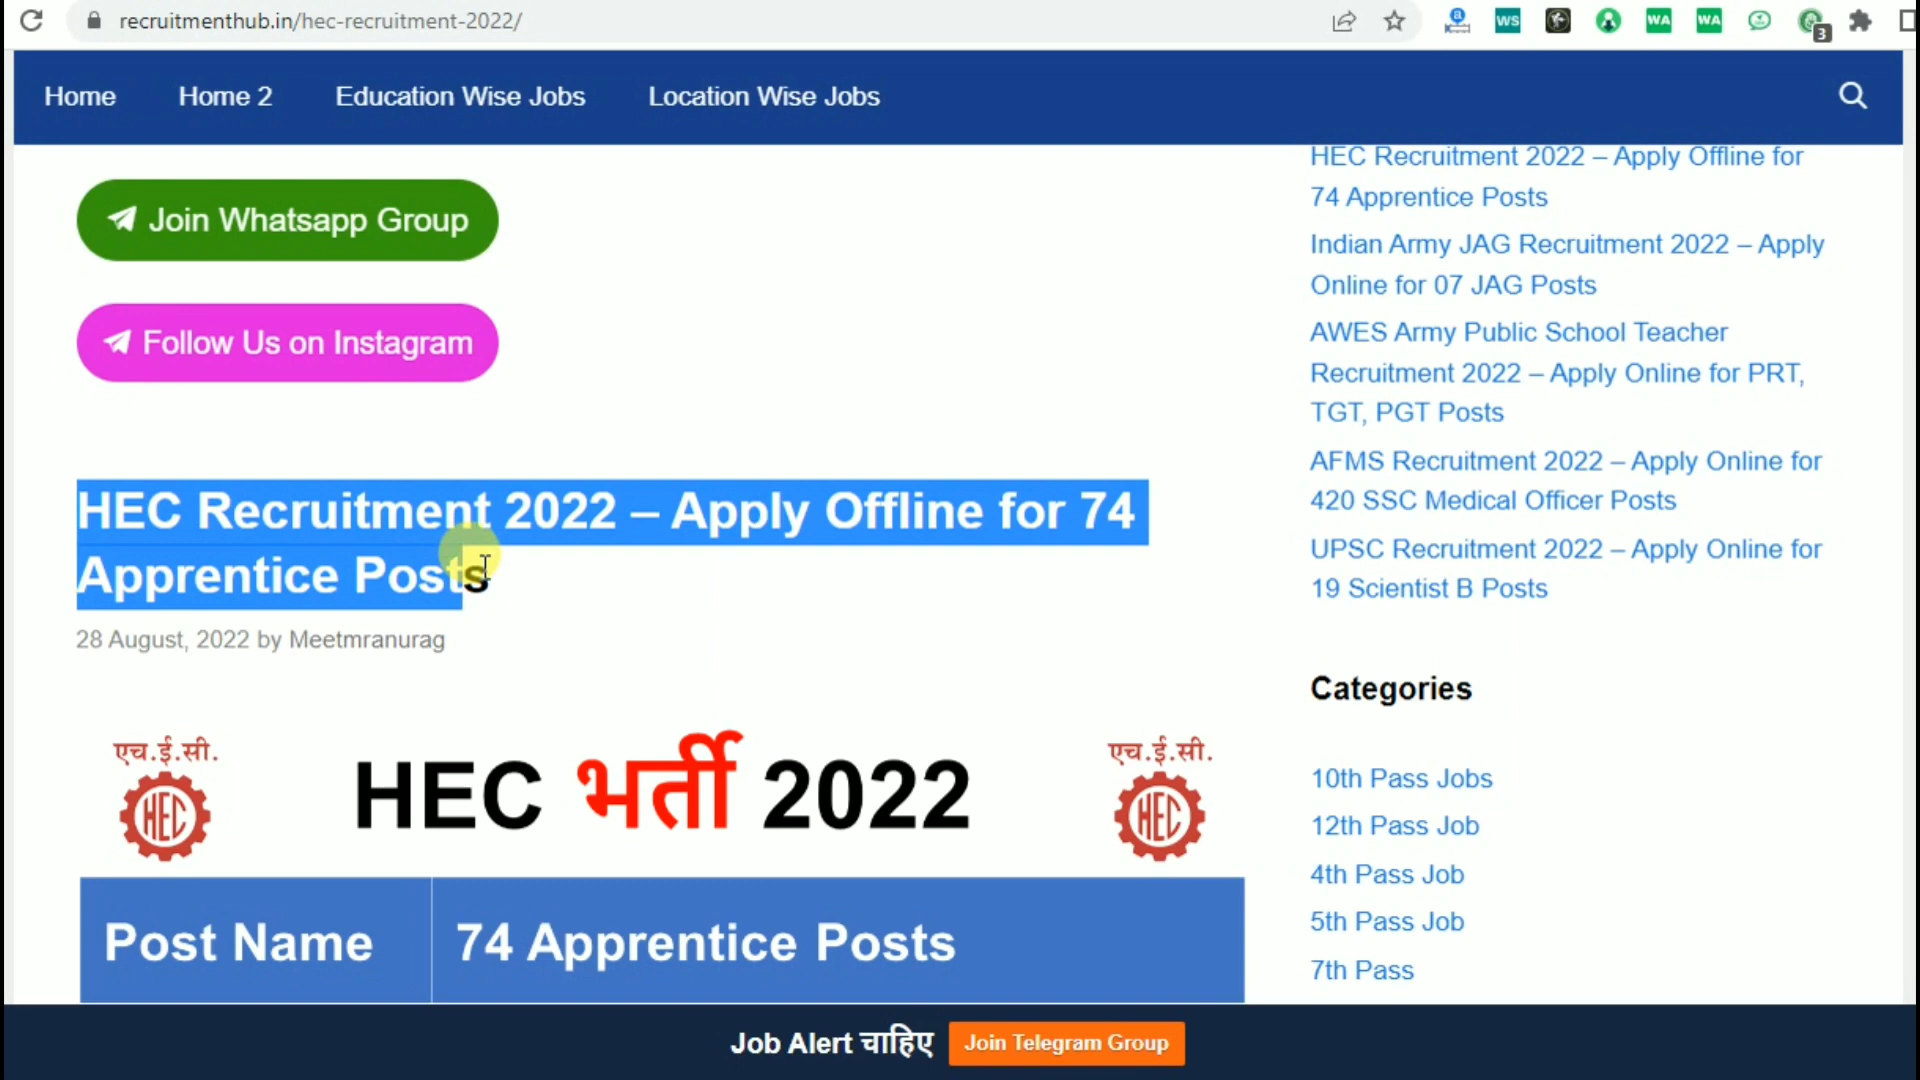 recruitmenthub.in/hec-recruitment-2022/
WS
WA
WA
3
Home
Home 2
Education Wise Jobs
Location Wise Jobs
Join Whatsapp Group
Follow Us on Instagram
HEC Recruitment 2022 – Apply Offline for 74
Apprentice Posts
28 August, 2022 by Meetmranurag
एच.ई.सी.
HEC
HEC भर्ती 2022
एच.ई.सी.
HEC
Post Name
74 Apprentice Posts
HEC Recruitment 2022 – Apply Offline for
74 Apprentice Posts
Indian Army JAG Recruitment 2022 – Apply
Online for 07 JAG Posts
AWES Army Public School Teacher
Recruitment 2022 – Apply Online for PRT,
TGT, PGT Posts
AFMS Recruitment 2022 – Apply Online for
420 SSC Medical Officer Posts
UPSC Recruitment 2022 – Apply Online for
19 Scientist B Posts
Categories
10th Pass Jobs
12th Pass Job
4th Pass Job
5th Pass Job
7th Pass
Job Alert चाहिए
Join Telegram Group